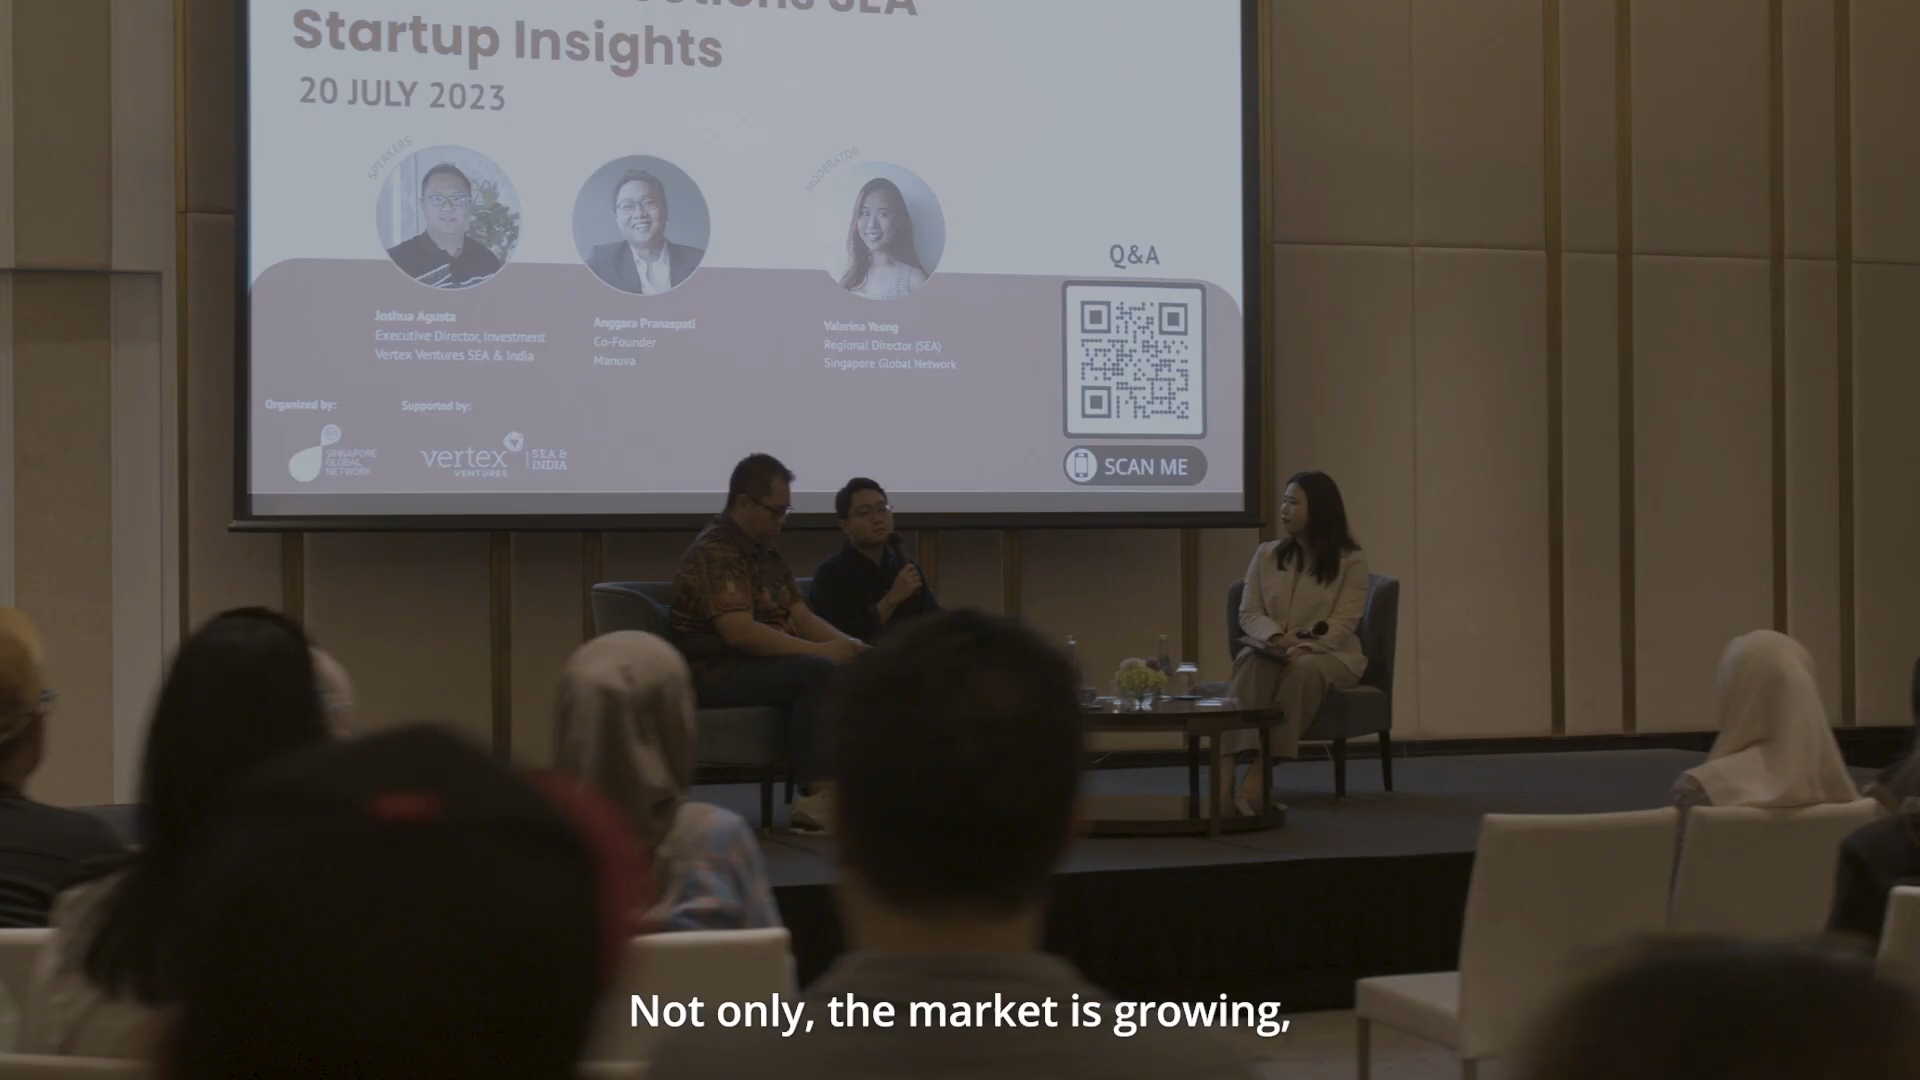 SEA
Startup Insights
20 JULY 2023
SPEAKERS
MODERATOR
Joshua Agusta
Executive Director, Investment
Vertex Ventures SEA & India
Anggara Pranaspati
Co-Founder
Manuva
Valerina Yeong
Regional Director (SEA)
Singapore Global Network
Q&A
SCAN ME
Organized by:
SINGAPORE
GLOBAL
NETWORK
Supported by:
vertex
VENTURES
SEA &
INDIA
Not only, the market is growing,